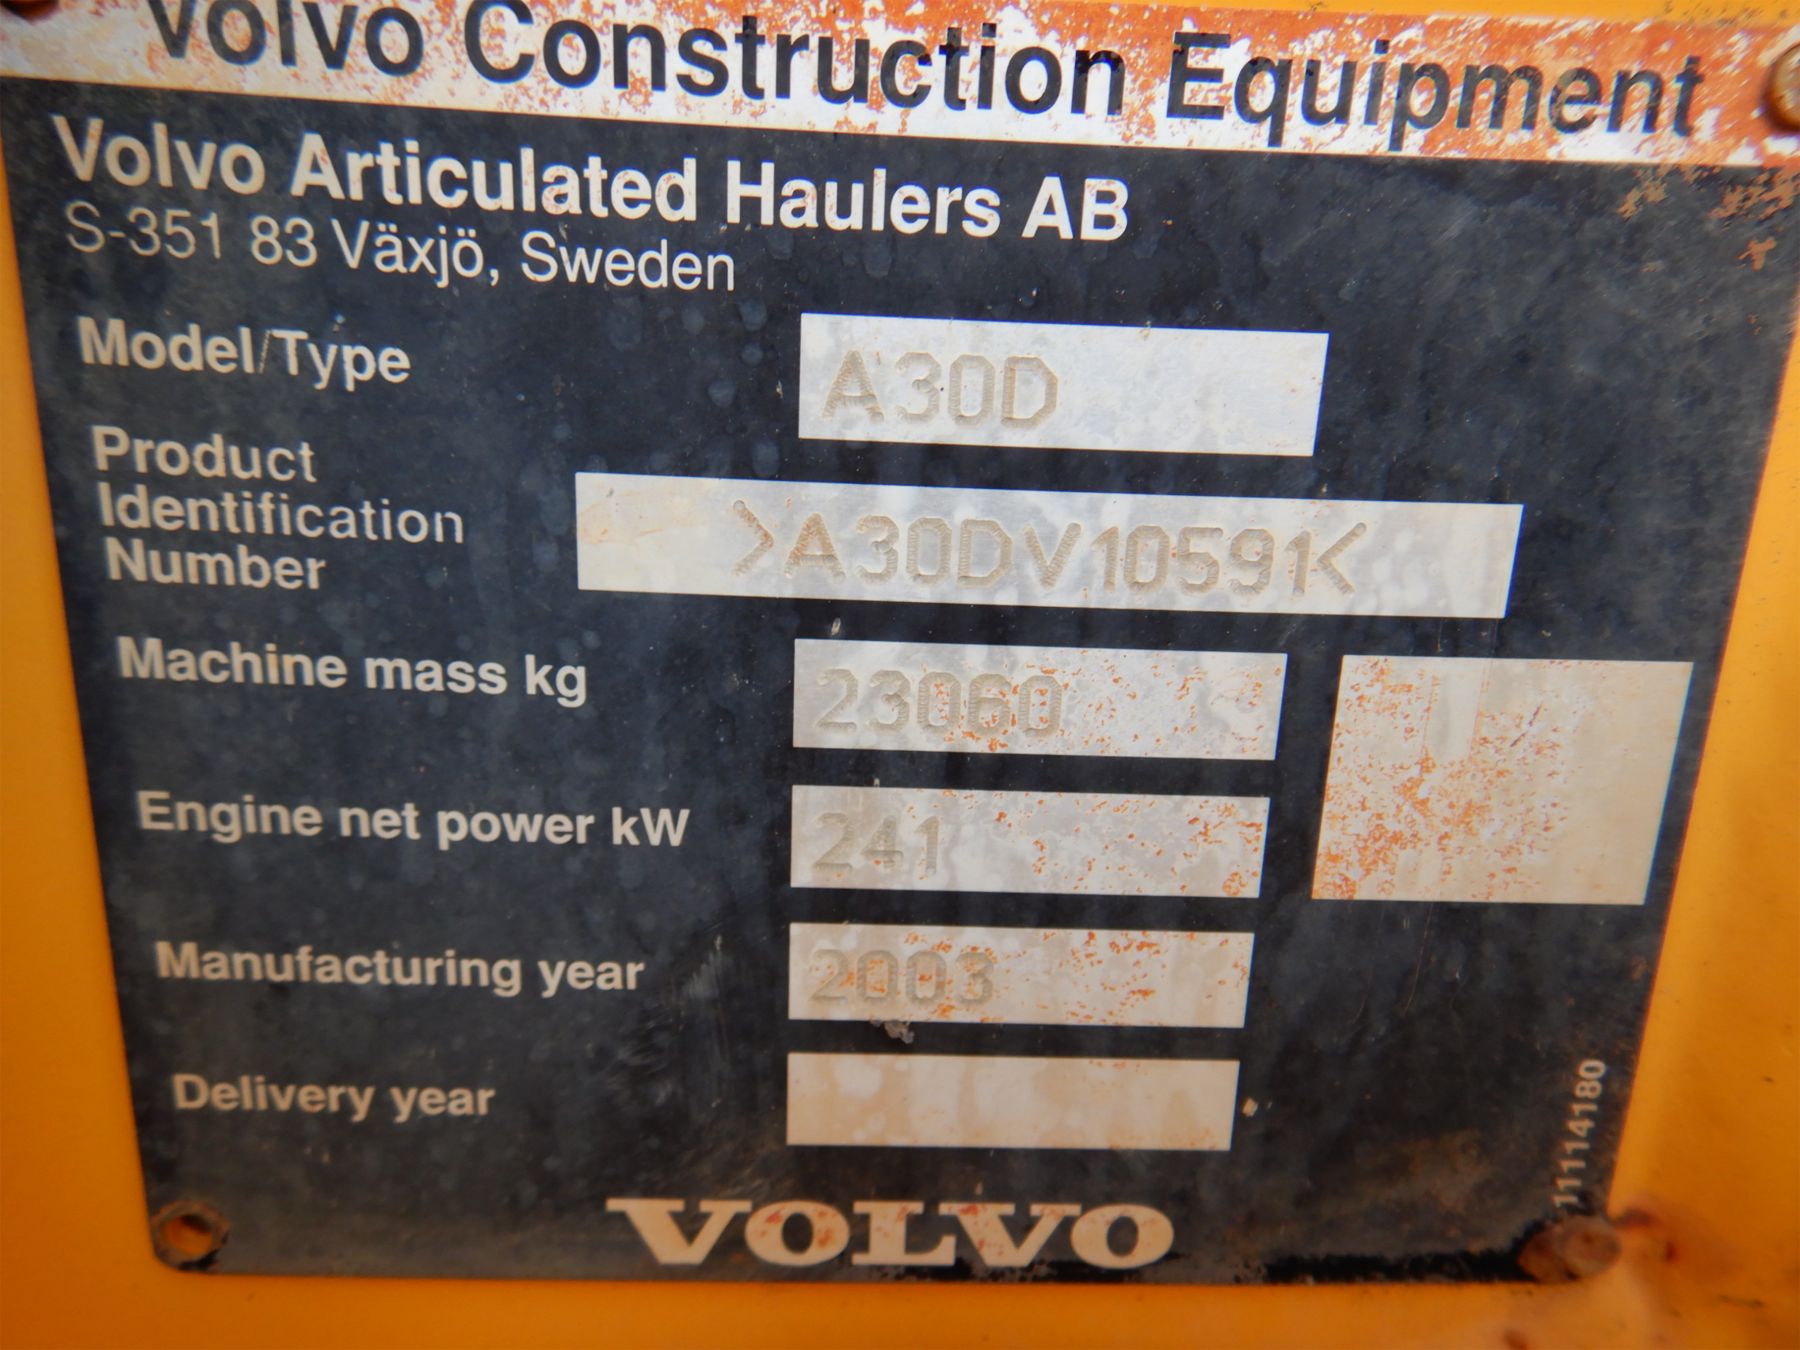 Volvo Construction Equipment
Volvo Articulated Haulers AB
S-351 83 Växjö, Sweden
Model/Type A30D
Product
Identification
Number >A30DV10591<
Machine mass kg 23060
Engine net power kW 241
Manufacturing year 2003
Delivery year
11114180
VOLVO